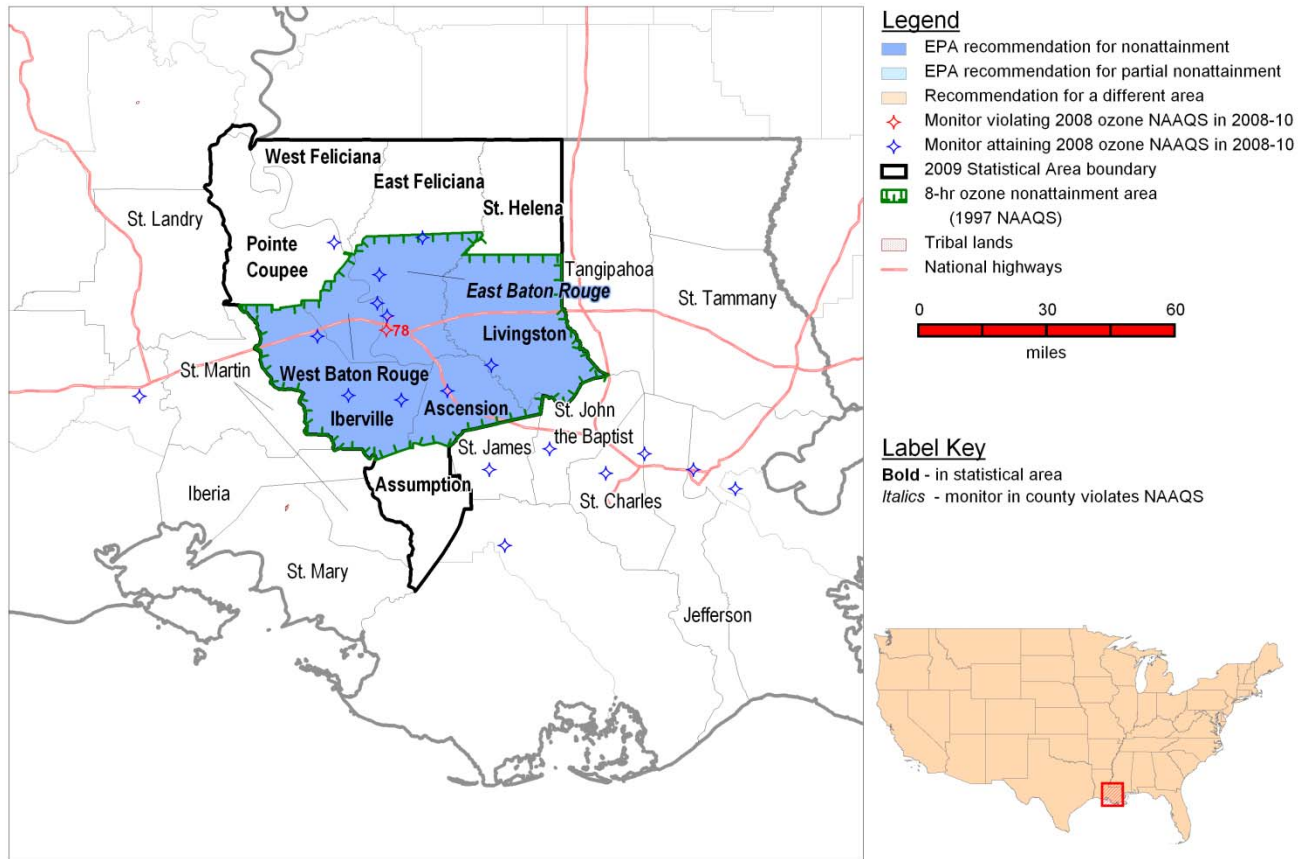 West Feliciana
East Feliciana
St. Helena
St. Landry
Pointe
Coupee
Tangipahoa
East Baton Rouge
St. Tammany
78
Livingston
St. Martin
West Baton Rouge
Iberville
Ascension
St. John
the Baptist
St. James
Assumption
Iberia
St. Charles
St. Mary
Jefferson
Legend
EPA recommendation for nonattainment
EPA recommendation for partial nonattainment
Recommendation for a different area
Monitor violating 2008 ozone NAAQS in 2008-10
Monitor attaining 2008 ozone NAAQS in 2008-10
2009 Statistical Area boundary
8-hr ozone nonattainment area
(1997 NAAQS)
Tribal lands
National highways
0 30 60
miles
Label Key
Bold - in statistical area
Italics - monitor in county violates NAAQS